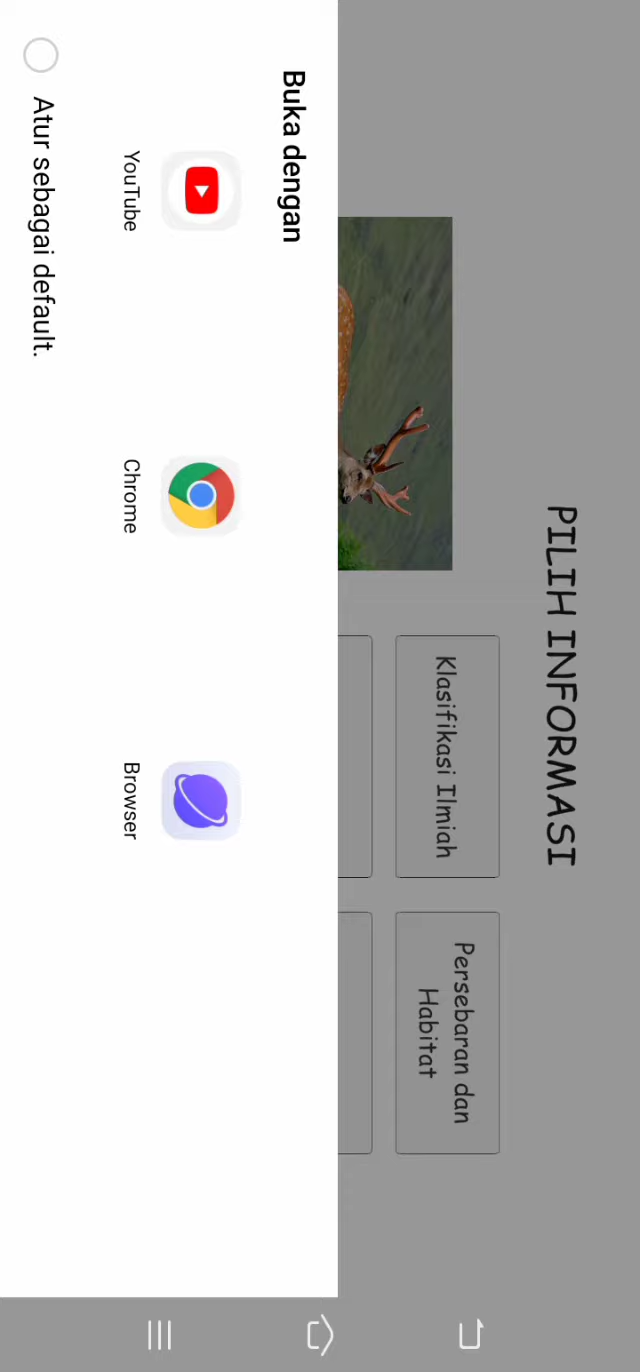 PILIH INFORMASI
Klasifikasi Ilmiah
Persebaran dan
Habitat
Buka dengan
YouTube
Chrome
Browser
Atur sebagai default.